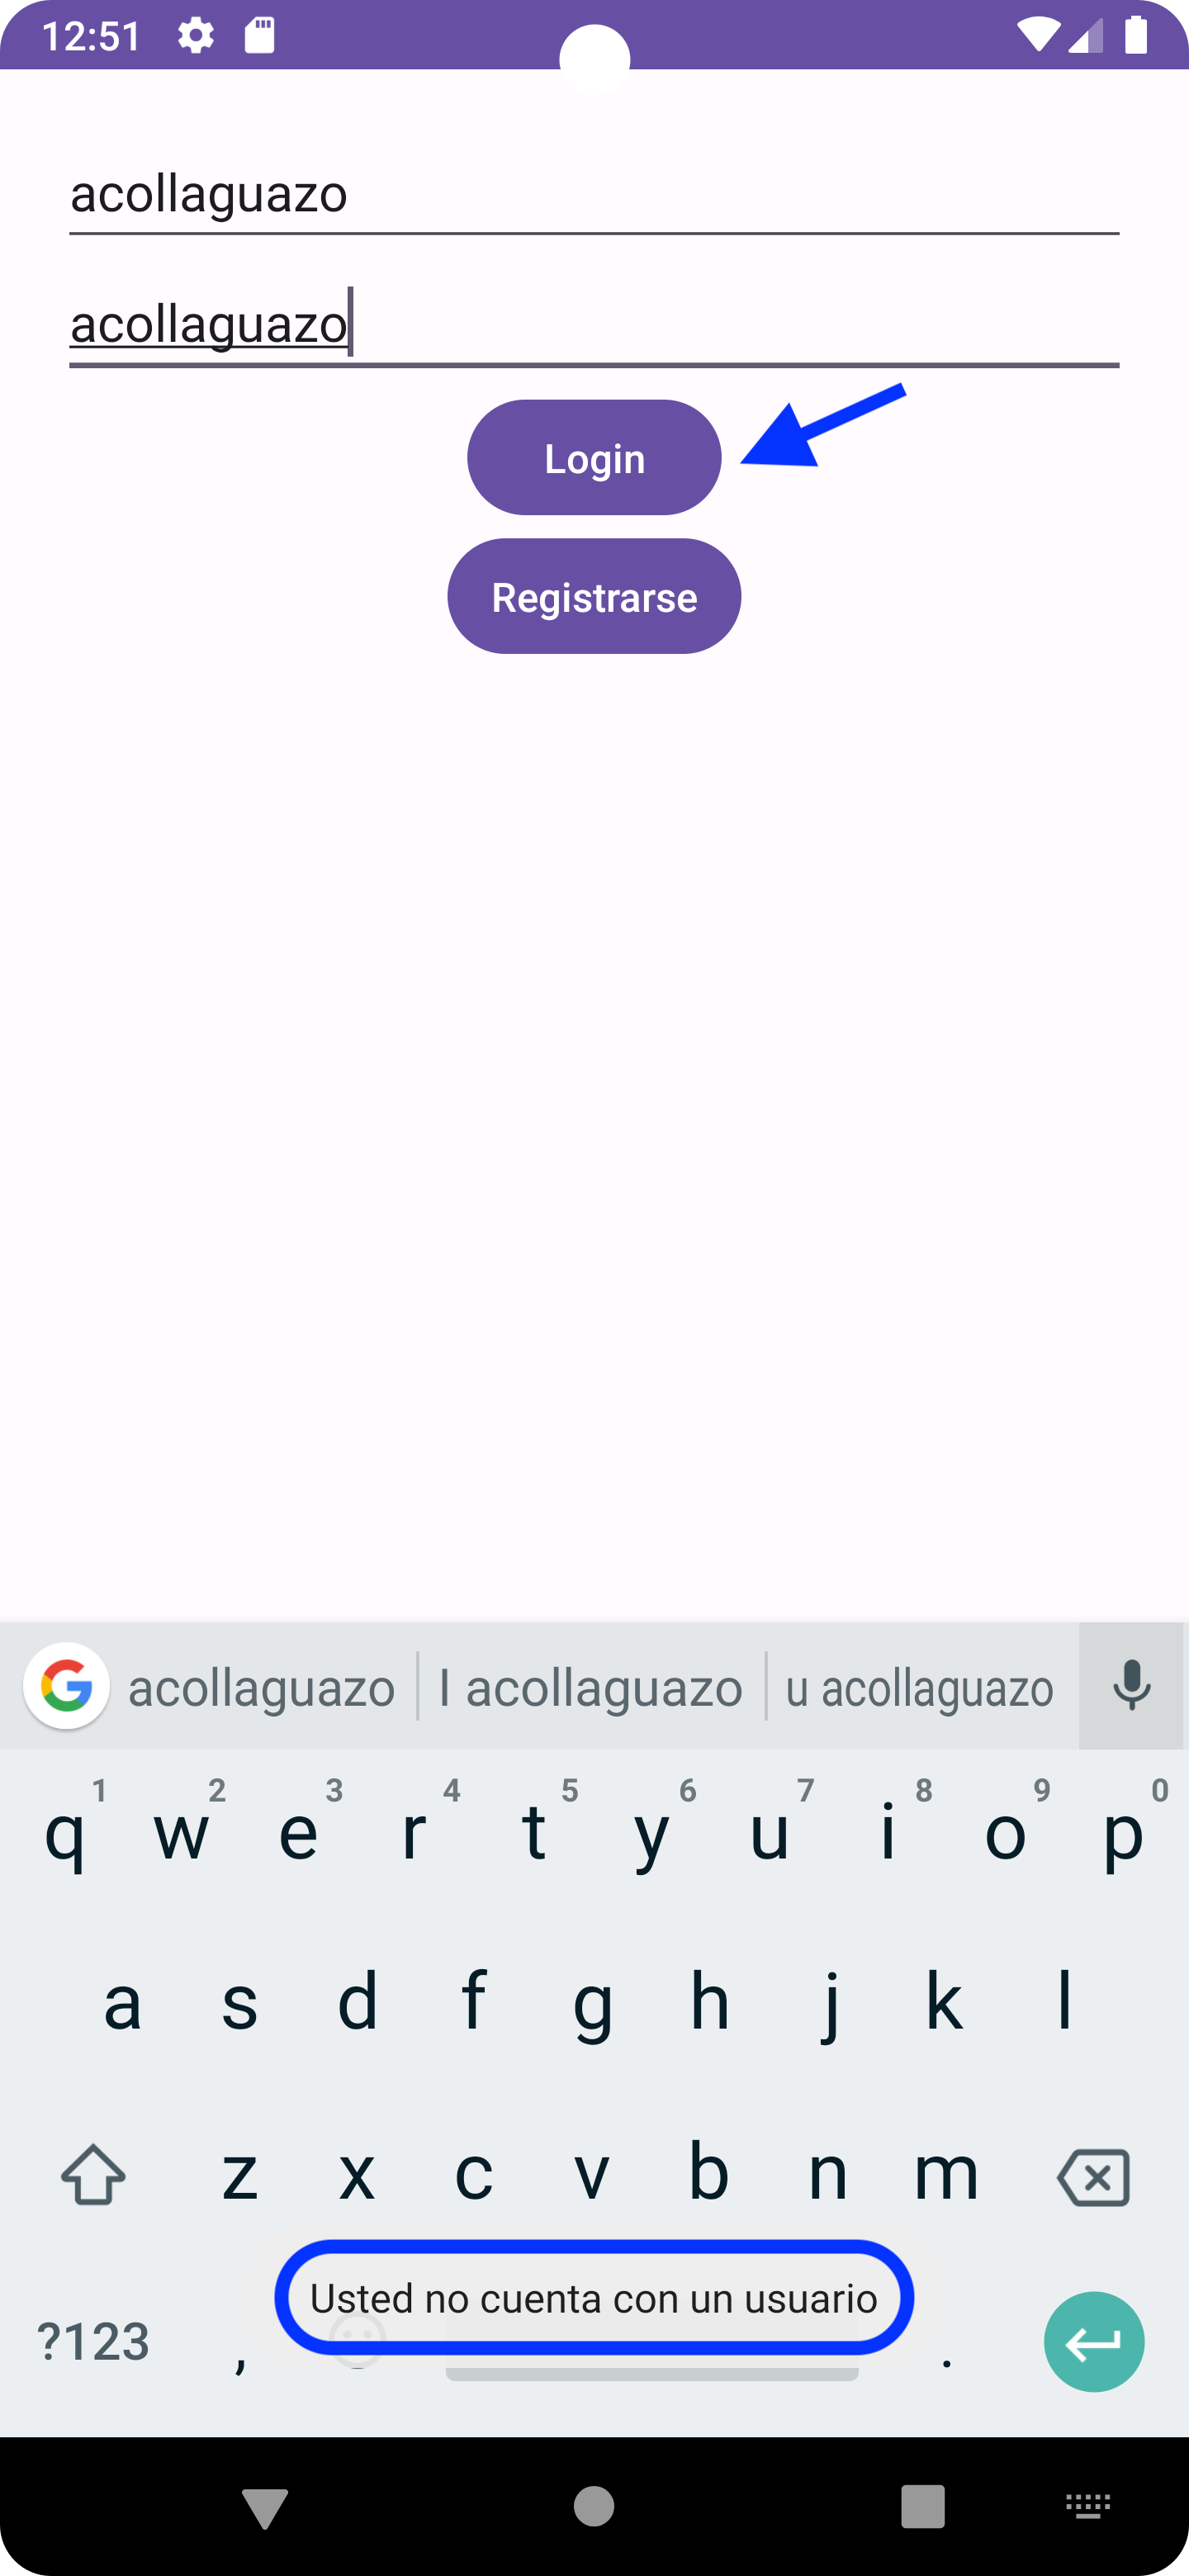 12:51
acollaguazo
acollaguazo
Login
Registrarse
acollaguazo l acollaguazo u acollaguazo
1 2 3 4 5 6 7 8 9 0
q w e r t y u i o p
a s d f g h j k l
z x c v b n m
Usted no cuenta con un usuario
?123 , .